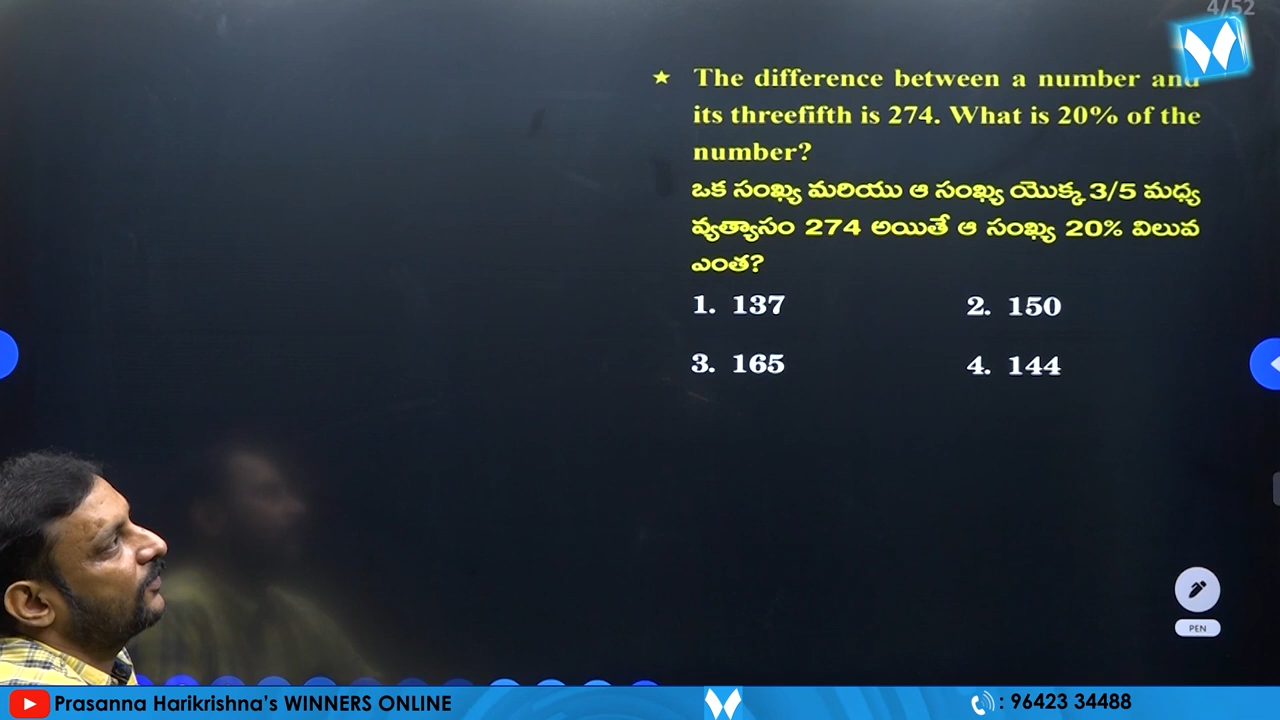 4/52
★ The difference between a number and
its threefifth is 274. What is 20% of the
number?
ఒక సంఖ్య మరియు ఆ సంఖ్య యొక్క 3/5 మధ్య
వ్యత్యాసం 274 అయితే ఆ సంఖ్య 20% విలువ
ఎంత?
1. 137 2. 150
3. 165 4. 144
PEN
Prasanna Harikrishna's WINNERS ONLINE : 96423 34488